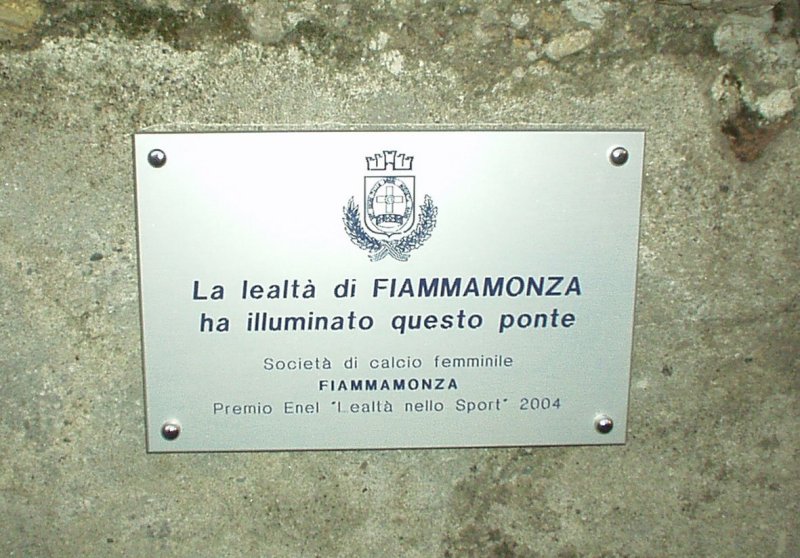 La lealtà di FIAMMAMONZA
ha illuminato questo ponte
Società di calcio femminile
FIAMMAMONZA
Premio Enel "Lealtà nello Sport" 2004